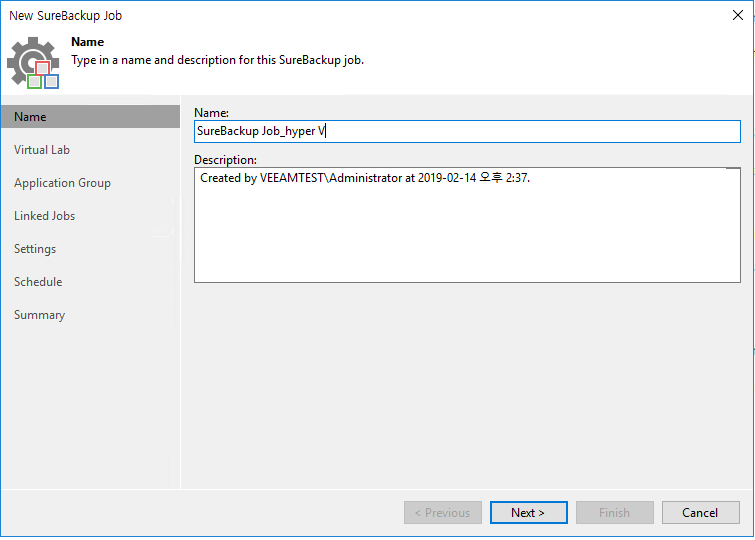 New SureBackup Job
Name
Type in a name and description for this SureBackup job.
Name
Virtual Lab
Application Group
Linked Jobs
Settings
Schedule
Summary
Name:
SureBackup Job_hyper V
Description:
Created by VEEAMTEST\Administrator at 2019-02-14 오후 2:37.
< Previous
Next >
Finish
Cancel